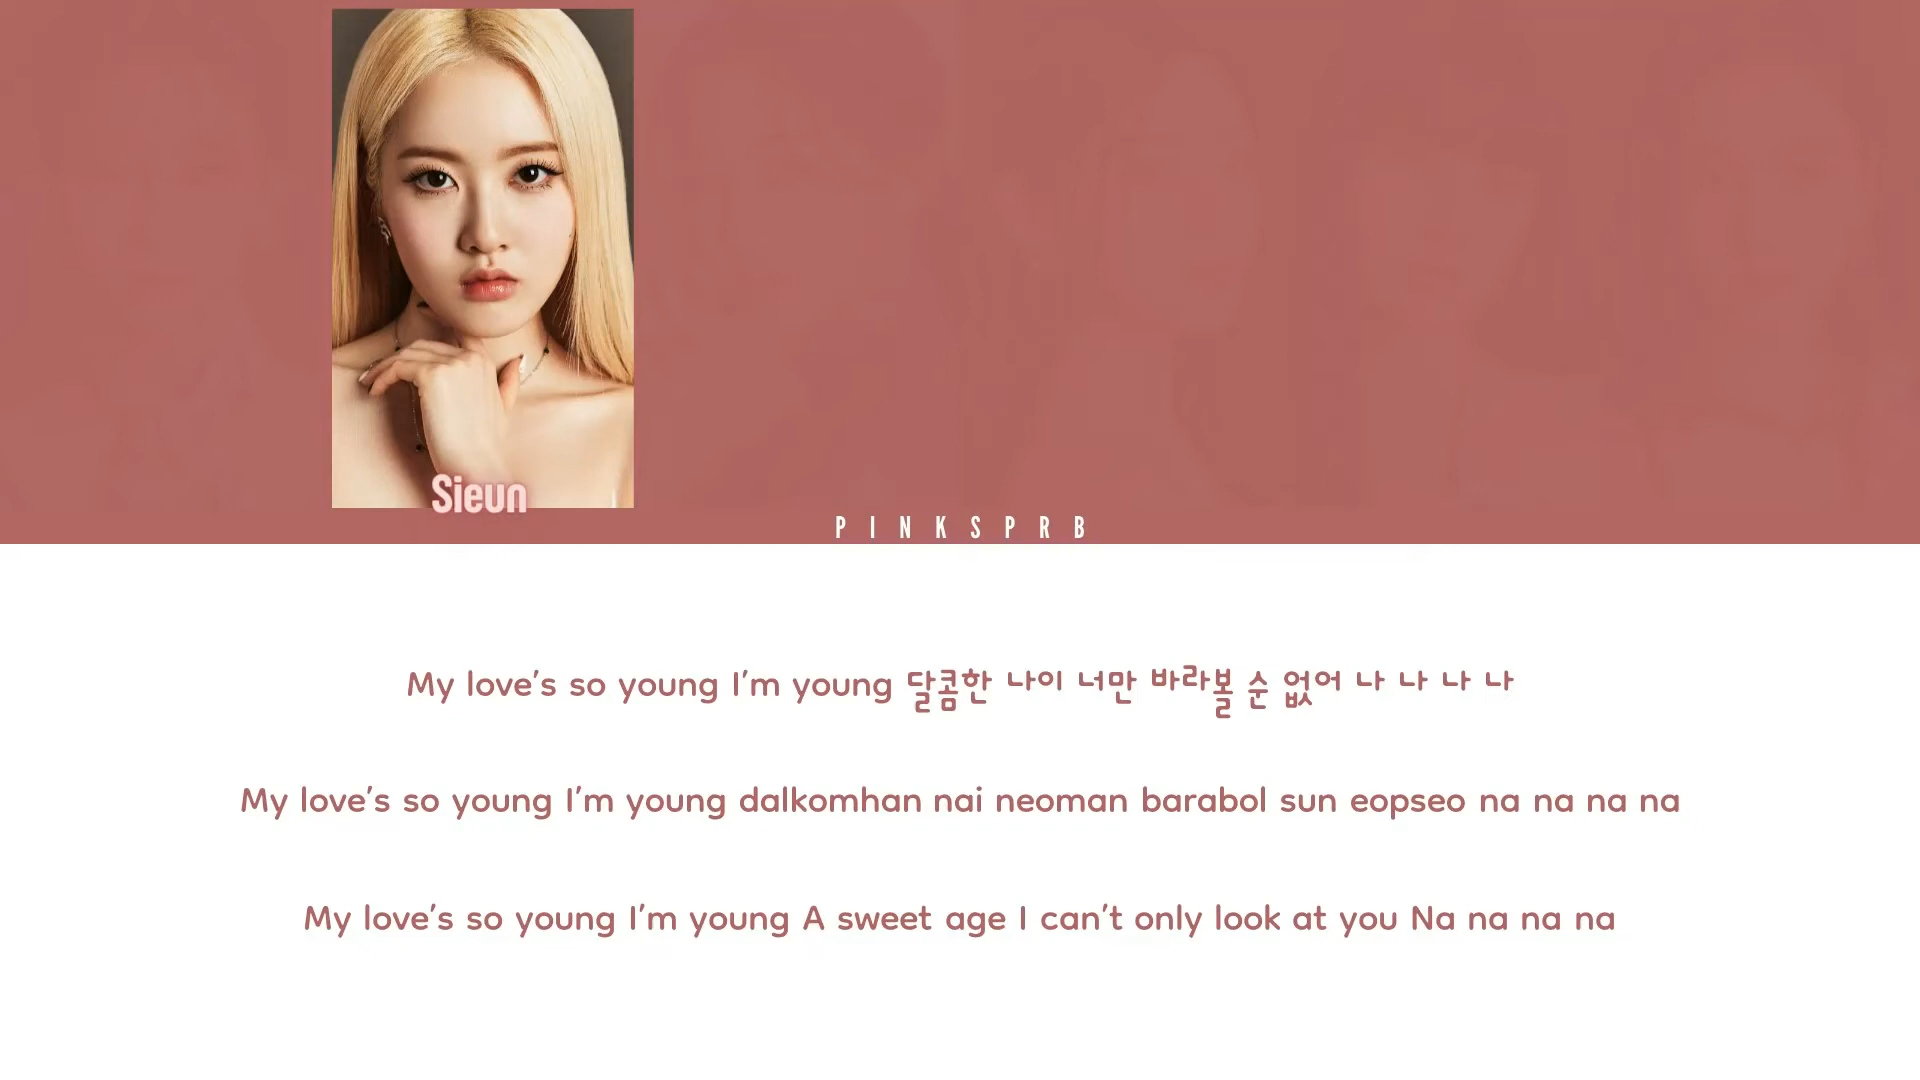 Sieun
PINKSPRB
My love's so young I'm young 달콤한 나이 너만 바라볼 순 없어 나 나 나 나
My love's so young I'm young dalkomhan nai neoman barabol sun eopseo na na na na
My love's so young I'm young A sweet age I can't only look at you Na na na na